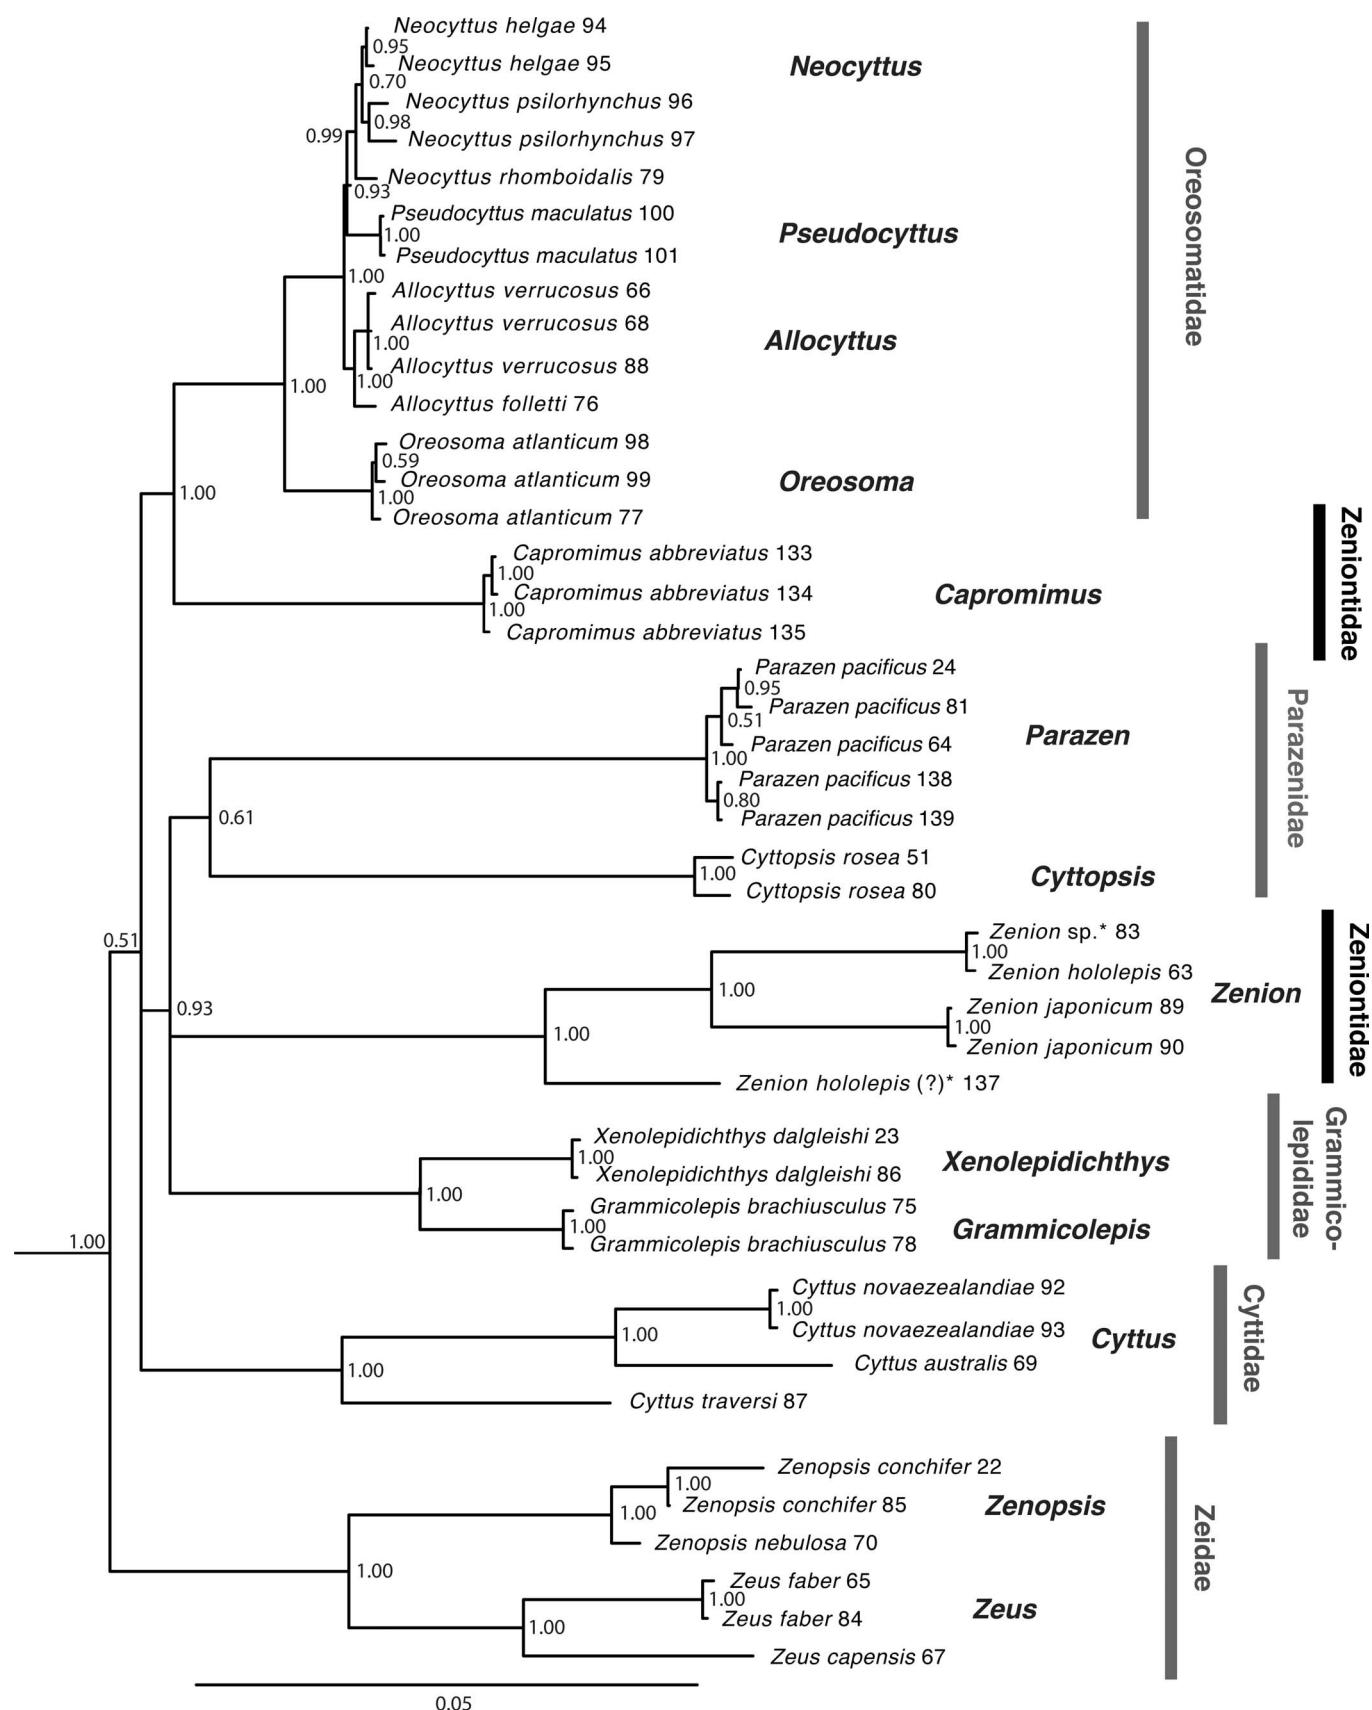 Neocyttus helgae 94
0.95
Neocyttus helgae 95
Neocyttus
0.70
Neocyttus psilorhynchus 96
0.98
0.99
Neocyttus psilorhynchus 97
Neocyttus rhomboidalis 79
0.93
Pseudocyttus maculatus 100
1.00
Pseudocyttus
Pseudocyttus maculatus 101
1.00
Oreosomatidae
Allocyttus verrucosus 66
Allocyttus verrucosus 68
1.00
Allocyttus
Allocyttus verrucosus 88
1.00
1.00
Allocyttus folletti 76
Oreosoma atlanticum 98
0.59
Oreosoma atlanticum 99
Oreosoma
1.00
1.00
Oreosoma atlanticum 77
Capromimus abbreviatus 133
1.00
Capromimus abbreviatus 134
Capromimus
1.00
Capromimus abbreviatus 135
Zeniontidae
Parazen pacificus 24
0.95
Parazen pacificus 81
0.51
Parazen
Parazen pacificus 64
1.00
Parazen pacificus 138
0.80
Parazen pacificus 139
0.61
Parazenidae
Cyttopsis rosea 51
1.00
Cyttopsis
Cyttopsis rosea 80
0.51
Zenion sp.* 83
1.00
Zenion hololepis 63
1.00
Zenion
Zenion japonicum 89
0.93
1.00
1.00
Zenion japonicum 90
Zenion hololepis (?)* 137
Zeniontidae
Xenolepidichthys dalgleishi 23
1.00
Xenolepidichthys
Xenolepidichthys dalgleishi 86
1.00
Grammicolepis brachiusculus 75
1.00
Grammicolepis
Grammicolepis brachiusculus 78
Grammico-
lepididae
1.00
Cyttus novaezealandiae 92
1.00
Cyttus novaezealandiae 93
1.00
Cyttus
Cyttus australis 69
1.00
Cyttus traversi 87
Cyttidae
Zenopsis conchifer 22
1.00
Zenopsis conchifer 85
Zenopsis
1.00
Zenopsis nebulosa 70
1.00
Zeidae
Zeus faber 65
1.00
Zeus
Zeus faber 84
1.00
Zeus capensis 67
0.05